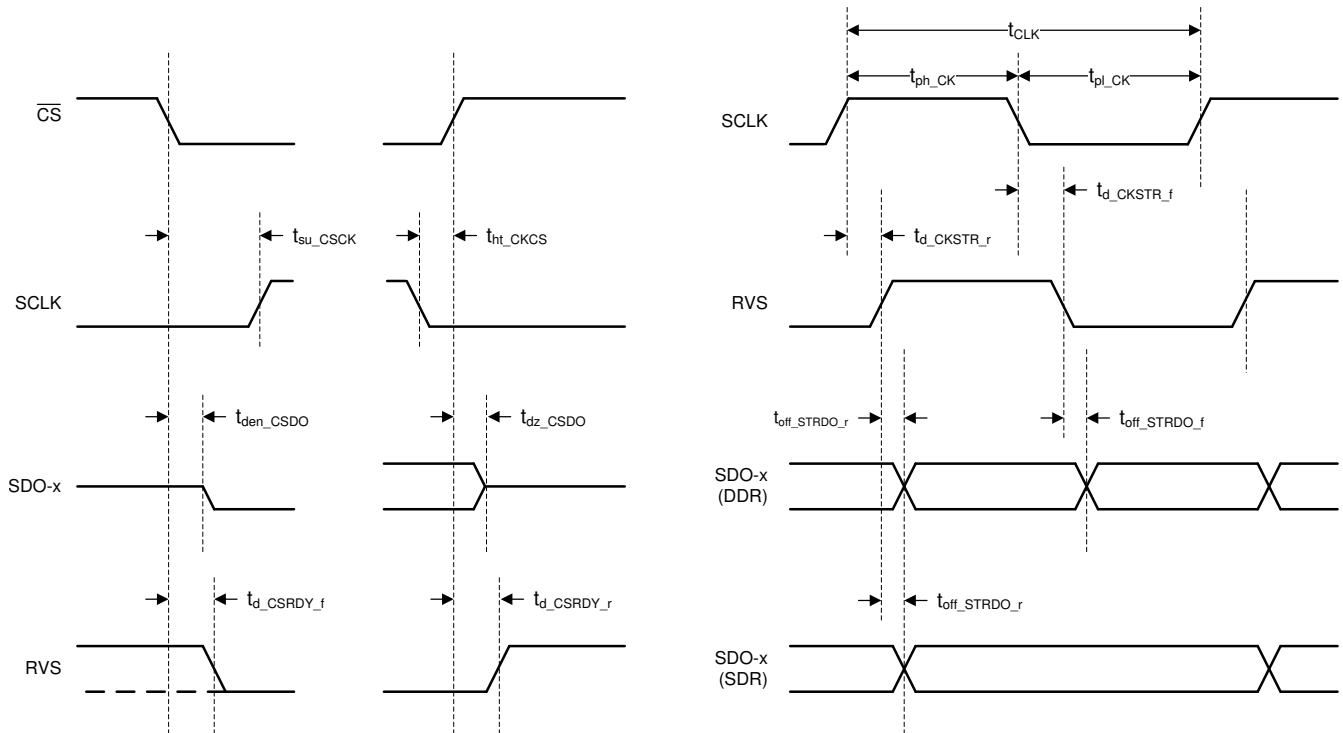 CS
t_su_CSCK
t_ht_CKCS
SCLK
t_den_CSDO
t_dz_CSDO
SDO-x
t_d_CSRDY_f
t_d_CSRDY_r
RVS
t_CLK
t_ph_CK
t_pl_CK
SCLK
t_d_CKSTR_f
t_d_CKSTR_r
RVS
t_off_STRDO_r
t_off_STRDO_f
SDO-x
(DDR)
t_off_STRDO_r
SDO-x
(SDR)